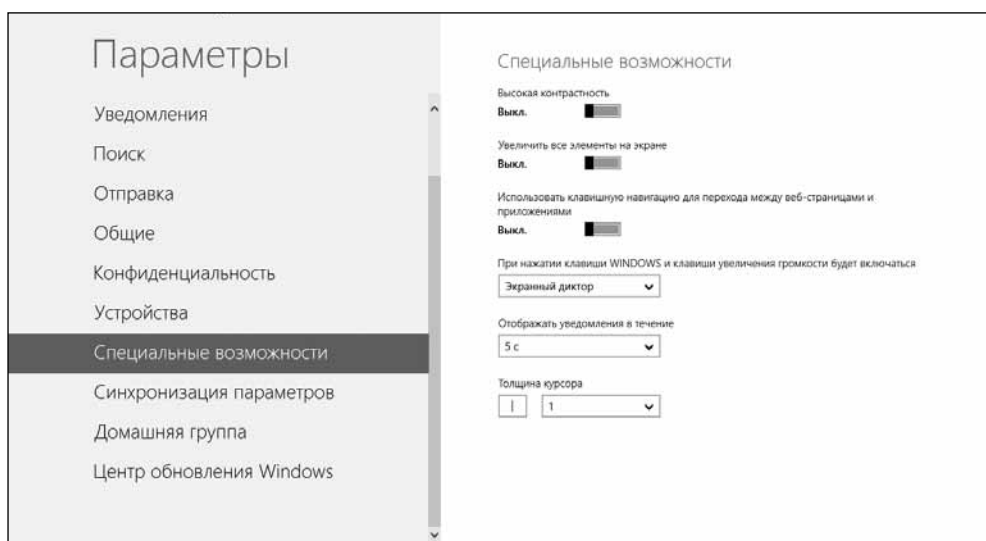 Параметры
Уведомления
Поиск
Отправка
Общие
Конфиденциальность
Устройства
Специальные возможности
Синхронизация параметров
Домашняя группа
Центр обновления Windows
Специальные возможности
Высокая контрастность
Выкл.
Увеличить все элементы на экране
Выкл.
Использовать клавишную навигацию для перехода между веб-страницами и
приложениями
Выкл.
При нажатии клавиши WINDOWS и клавиши увеличения громкости будет включаться
Экранный диктор
Отображать уведомления в течение
5 с
Толщина курсора
1